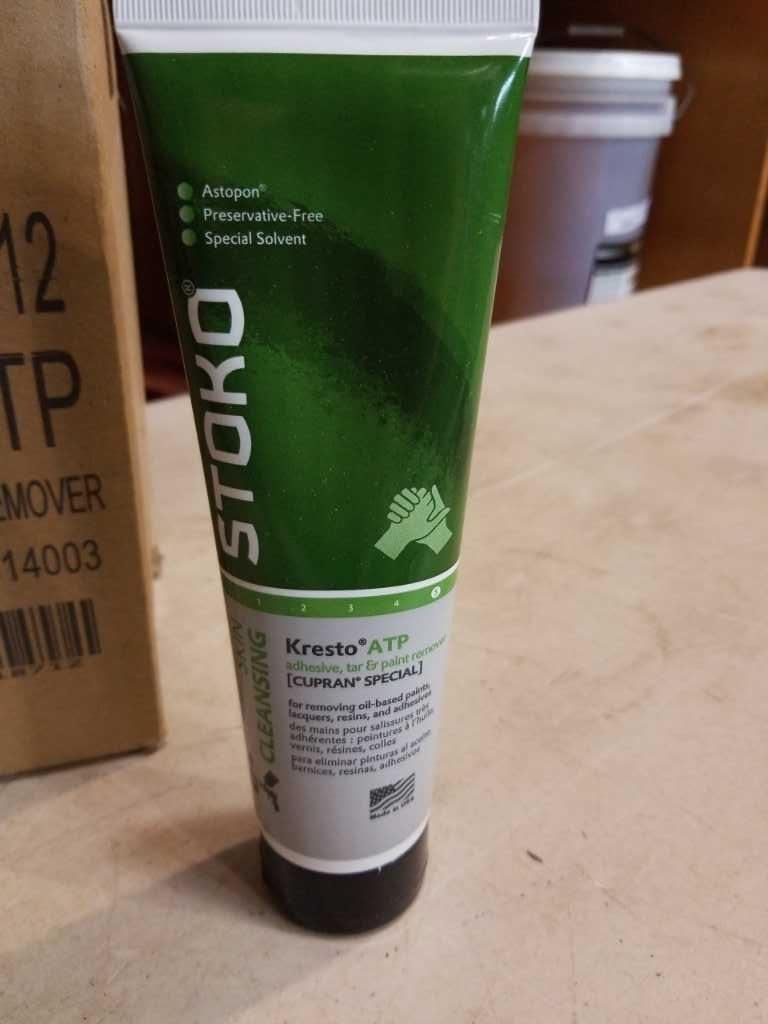 12
TP
EMOVER
14003
Astopon®
Preservative-Free
Special Solvent
STOKO®
1 2 3 4 5
SKIN
CLEANSING
Kresto® ATP
adhesive, tar & paint remover
[CUPRAN® SPECIAL]
for removing oil-based paints,
lacquers, resins, and adhesives
des mains pour salissures très
adhérentes : peintures à l'huile,
vernis, résines, colles
para eliminar pinturas al aceite,
barnices, resinas, adhesivos
Made in USA